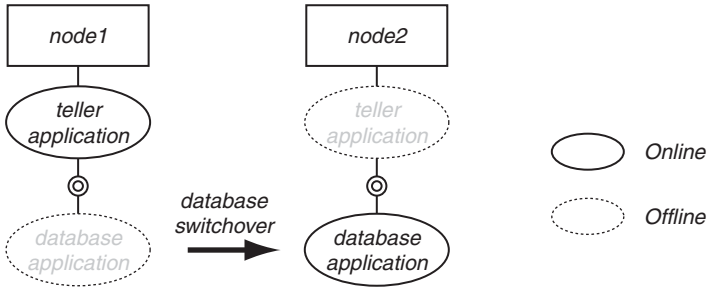 node1
node2
teller
application
teller
application
Online
database
switchover
Offline
database
application
database
application